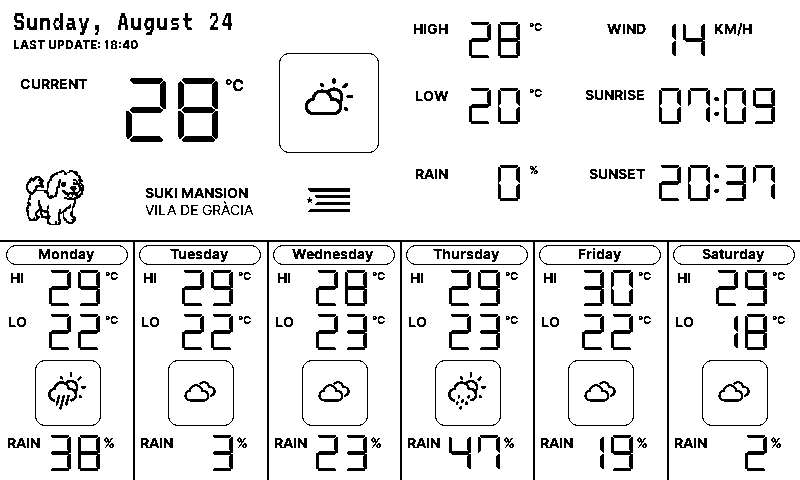 Sunday, August 24
LAST UPDATE: 18:40
CURRENT 28 °C
HIGH 28 °C
WIND 14 KM/H
LOW 20 °C
SUNRISE 07:09
RAIN 0 %
SUNSET 20:37
SUKI MANSION
VILA DE GRÀCIA
Monday
HI 29 °C
LO 22 °C
RAIN 38 %
Tuesday
HI 29 °C
LO 22 °C
RAIN 3 %
Wednesday
HI 28 °C
LO 23 °C
RAIN 23 %
Thursday
HI 29 °C
LO 23 °C
RAIN 47 %
Friday
HI 30 °C
LO 22 °C
RAIN 19 %
Saturday
HI 29 °C
LO 18 °C
RAIN 2 %